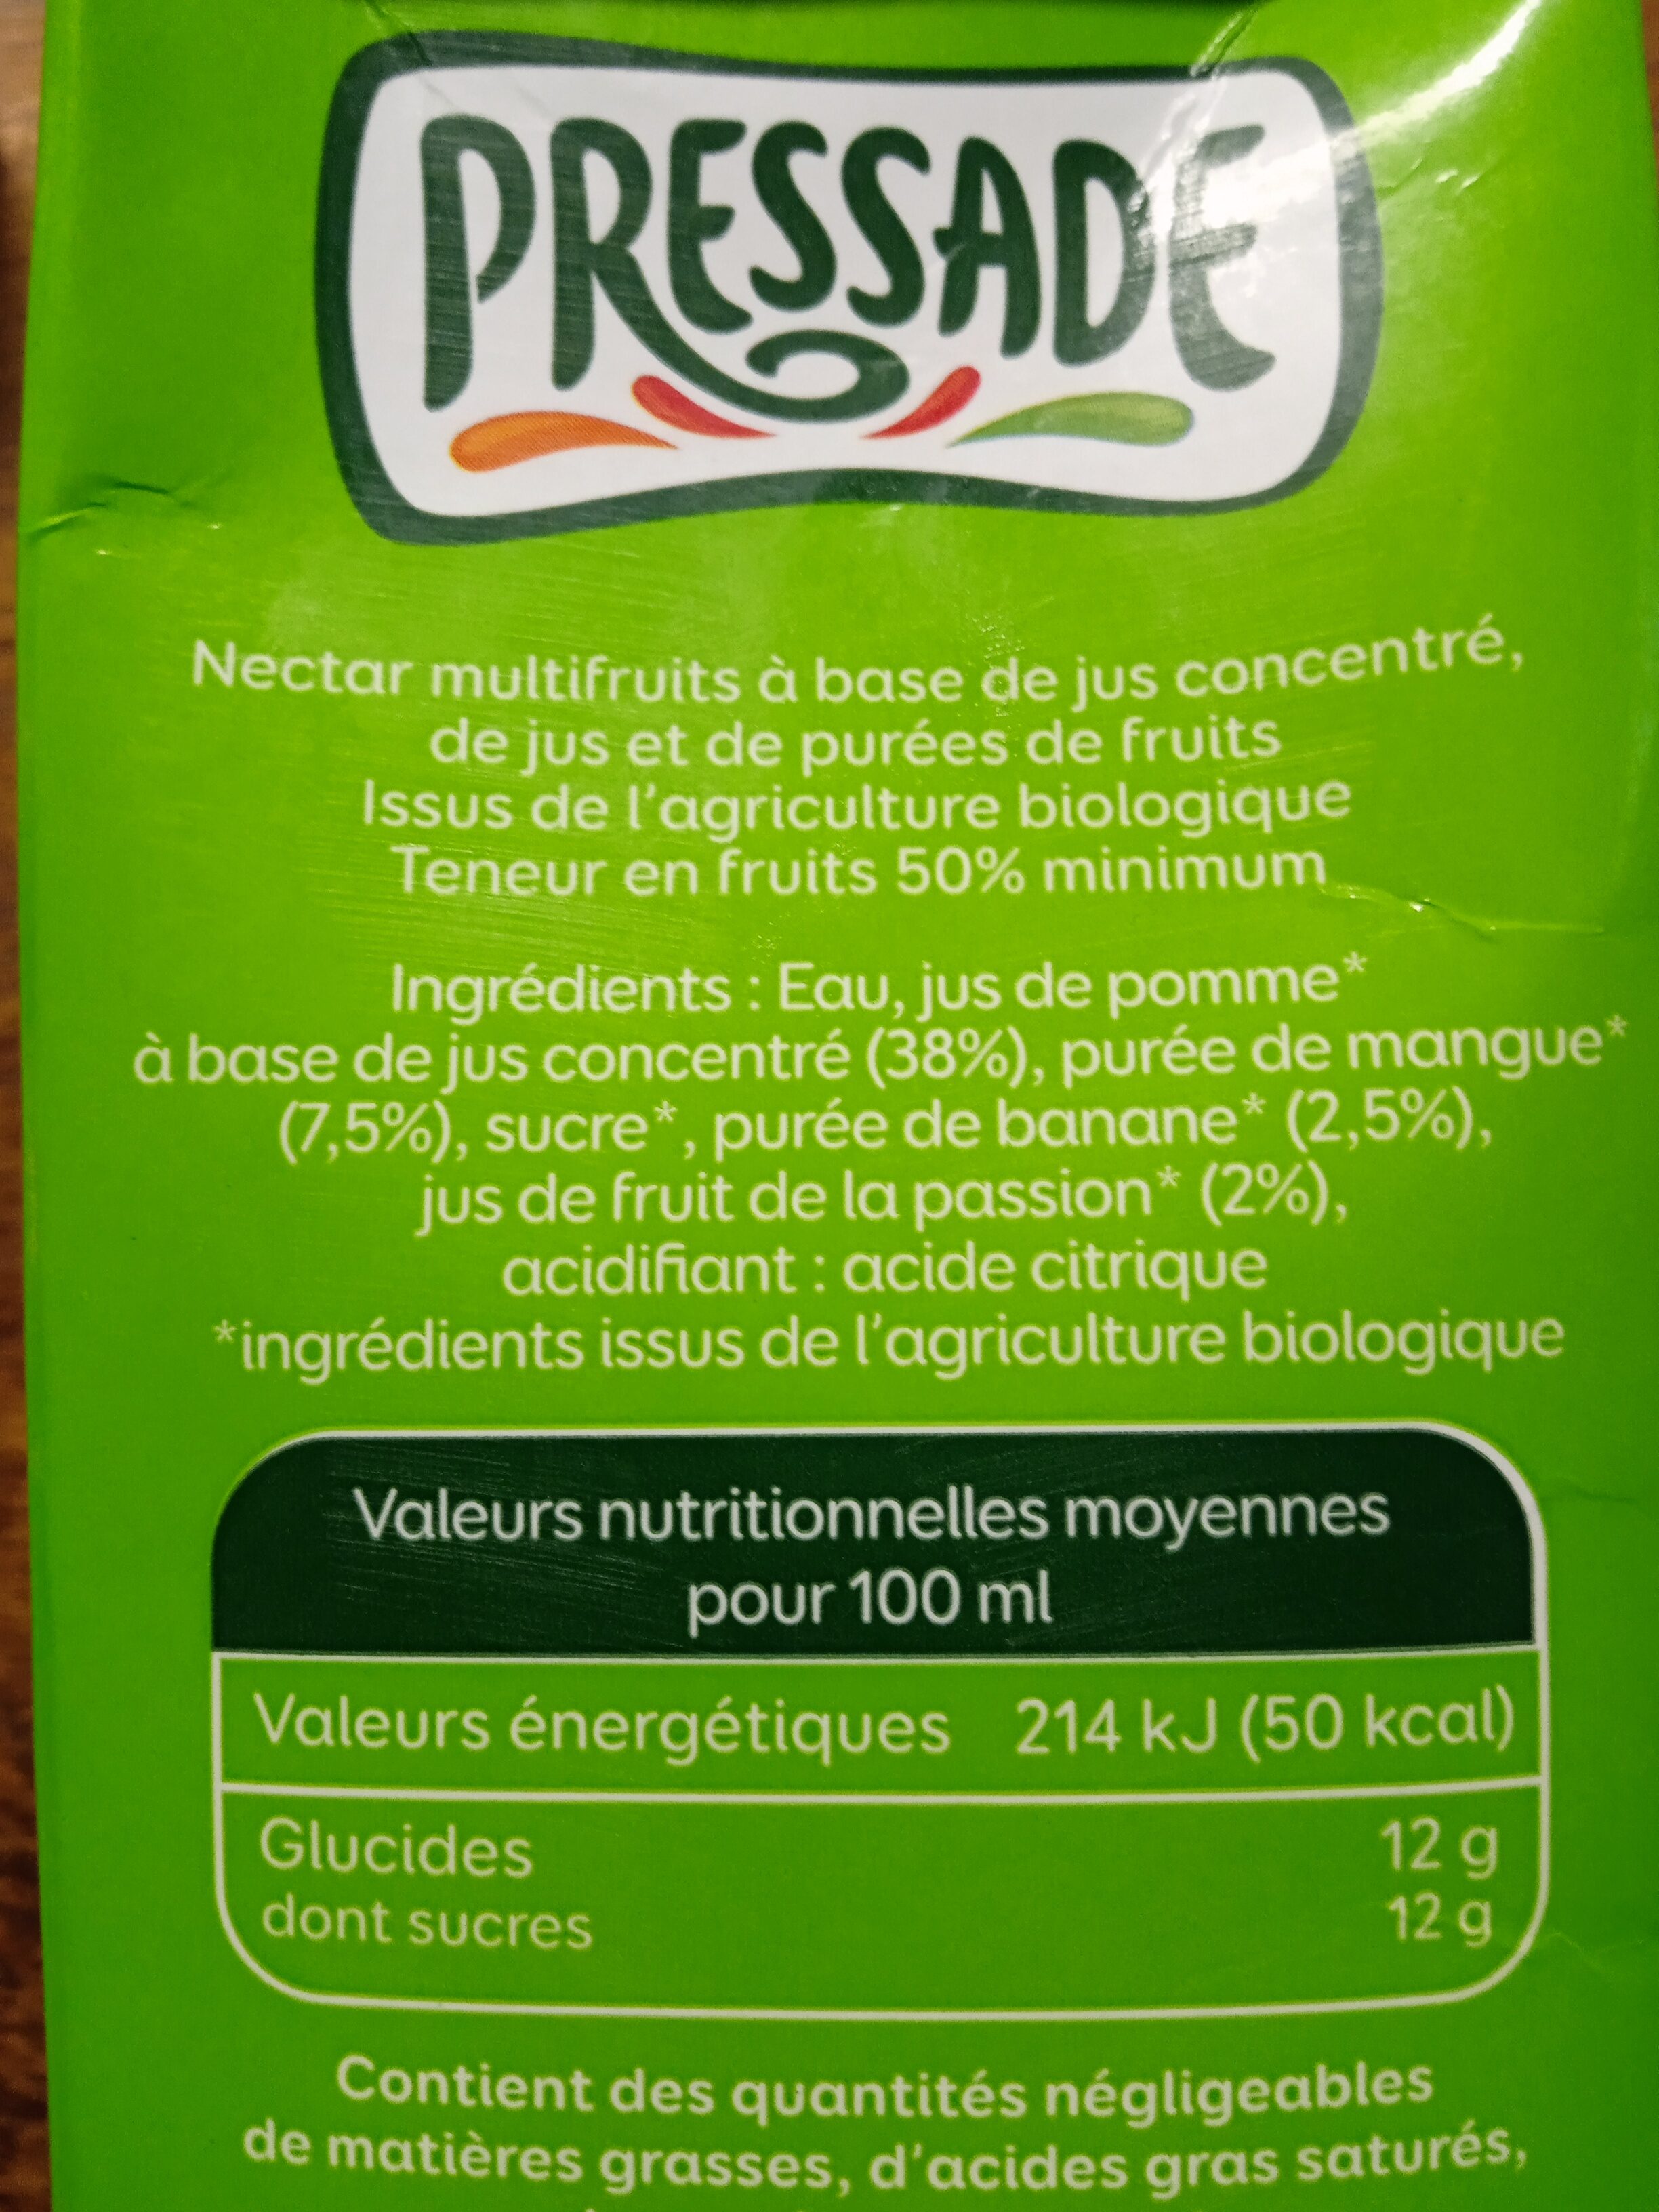 PRESSADE
Nectar multifruits à base de jus concentré,
de jus et de purées de fruits
Issus de l'agriculture biologique
Teneur en fruits 50% minimum
Ingrédients : Eau, jus de pomme*
à base de jus concentré (38%), purée de mangue*
(7,5%), sucre*, purée de banane* (2,5%),
jus de fruit de la passion* (2%),
acidifiant : acide citrique
*ingrédients issus de l'agriculture biologique
Valeurs nutritionnelles moyennes
pour 100 ml
Valeurs énergétiques 214 kJ (50 kcal)
Glucides 12 g
dont sucres 12 g
Contient des quantités négligeables
de matières grasses, d'acides gras saturés,